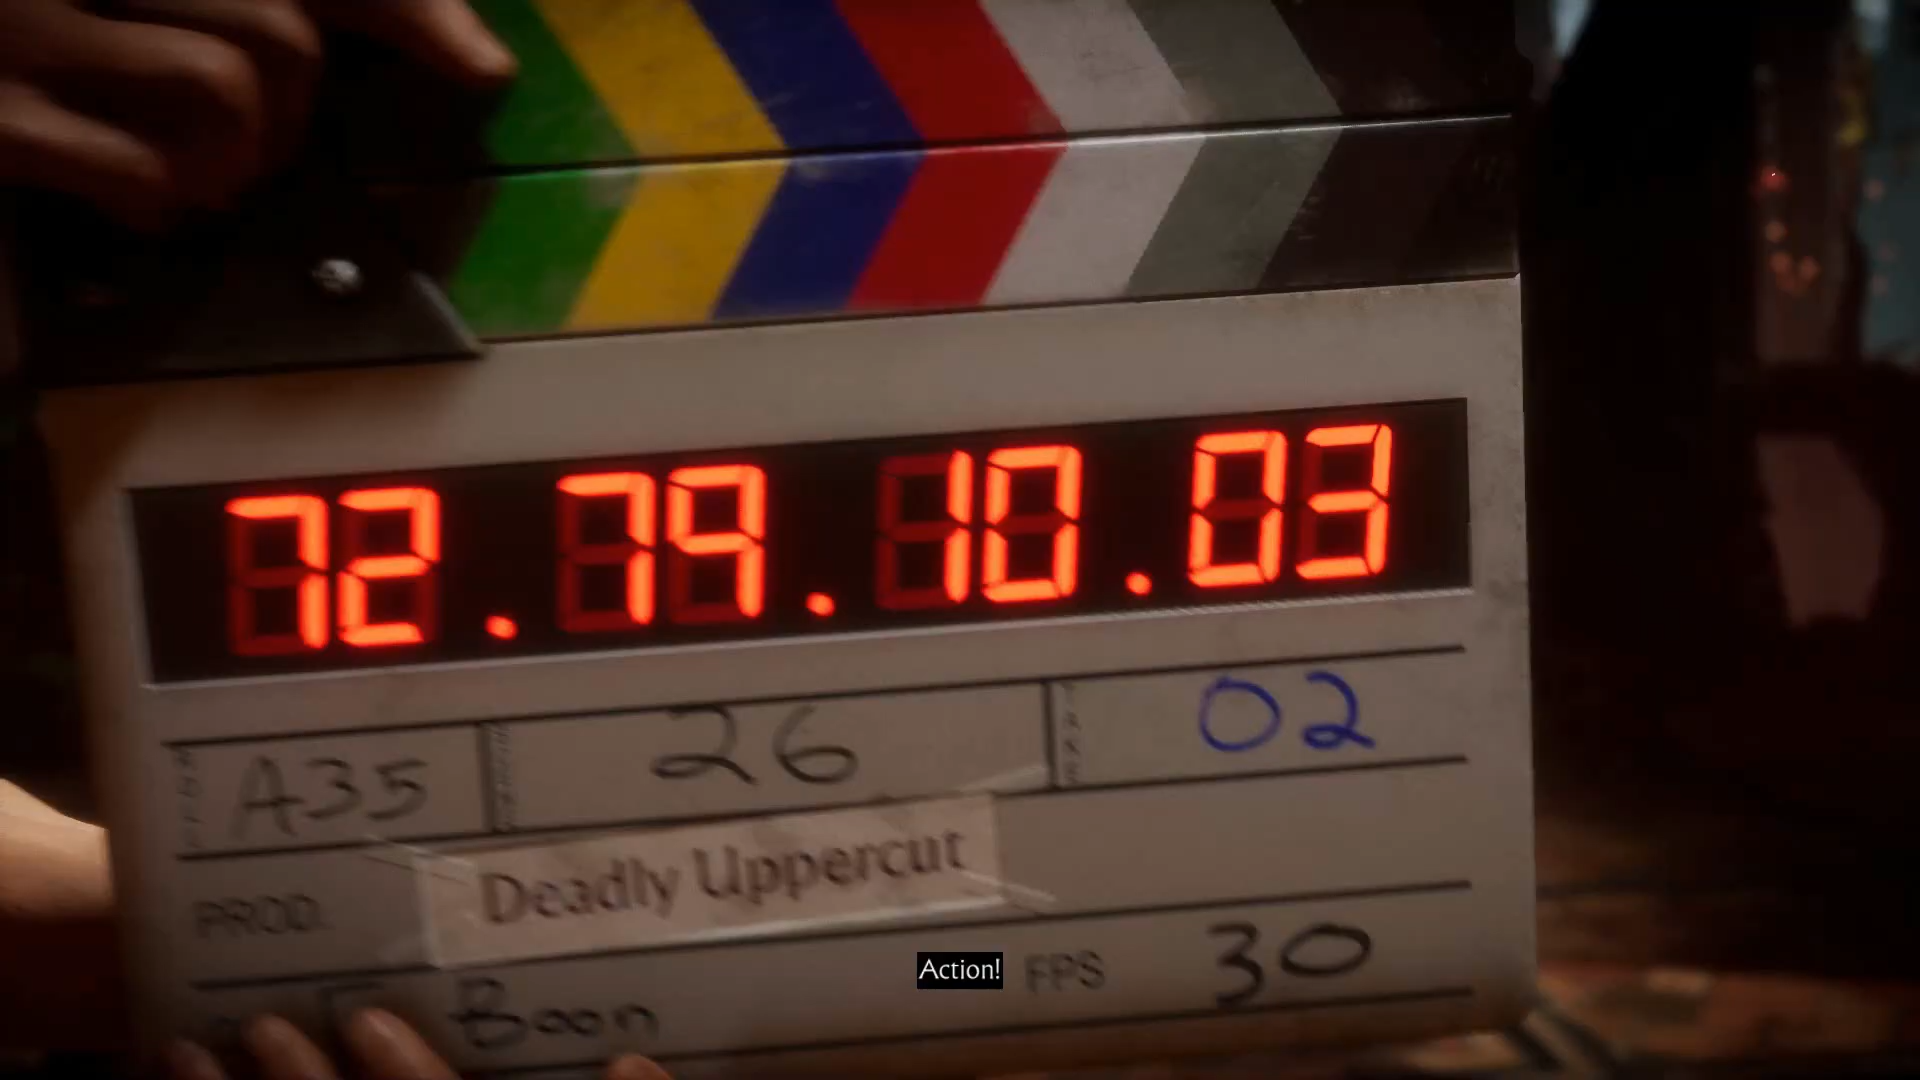 72.79.10.03
A35 26 02
PROD. Deadly Uppercut
Boon
FPS 30
Action!